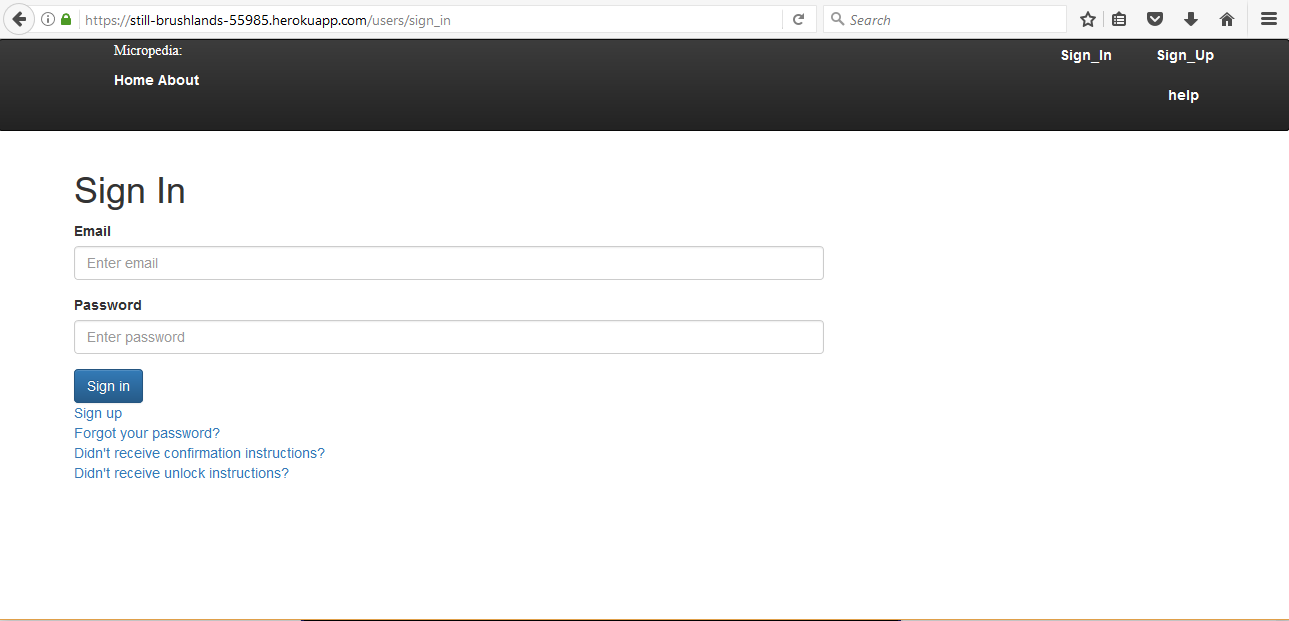 https://still-brushlands-55985.herokuapp.com/users/sign_in
Search
Micropedia:
Sign_In Sign_Up
Home About
help
Sign In
Email
Enter email
Password
Enter password
Sign in
Sign up
Forgot your password?
Didn't receive confirmation instructions?
Didn't receive unlock instructions?